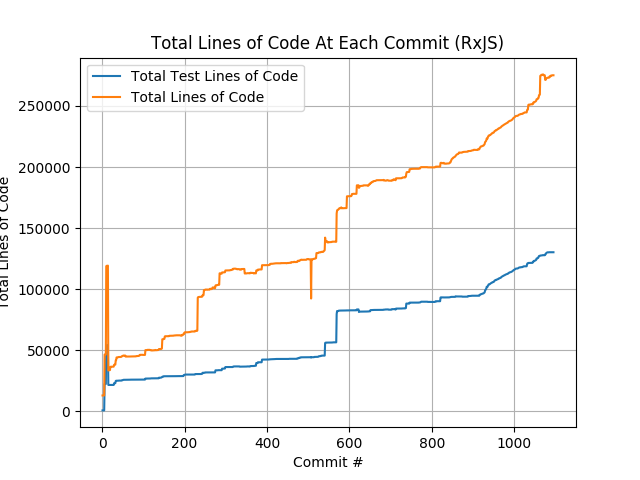 Total Lines of Code At Each Commit (RxJS)
Total Test Lines of Code
Total Lines of Code
250000
200000
150000
100000
50000
0
Total Lines of Code
0 200 400 600 800 1000
Commit #